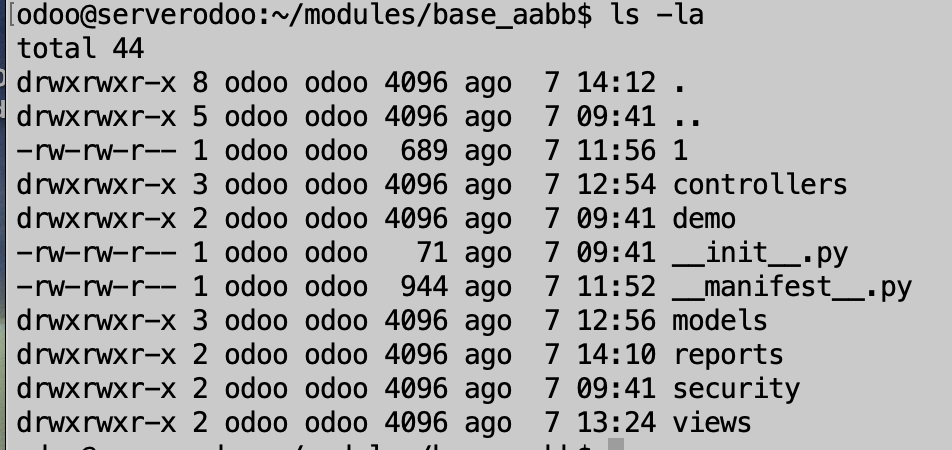 [odoo@serverodoo:~/modules/base_aabb$ ls -la
total 44
drwxrwxr-x 8 odoo odoo 4096 ago  7 14:12 .
drwxrwxr-x 5 odoo odoo 4096 ago  7 09:41 ..
-rw-rw-r-- 1 odoo odoo  689 ago  7 11:56 1
drwxrwxr-x 3 odoo odoo 4096 ago  7 12:54 controllers
drwxrwxr-x 2 odoo odoo 4096 ago  7 09:41 demo
-rw-rw-r-- 1 odoo odoo   71 ago  7 09:41 __init__.py
-rw-rw-r-- 1 odoo odoo  944 ago  7 11:52 __manifest__.py
drwxrwxr-x 3 odoo odoo 4096 ago  7 12:56 models
drwxrwxr-x 2 odoo odoo 4096 ago  7 14:10 reports
drwxrwxr-x 2 odoo odoo 4096 ago  7 09:41 security
drwxrwxr-x 2 odoo odoo 4096 ago  7 13:24 views
odoo@serverodoo:~/modules/base_aabb$